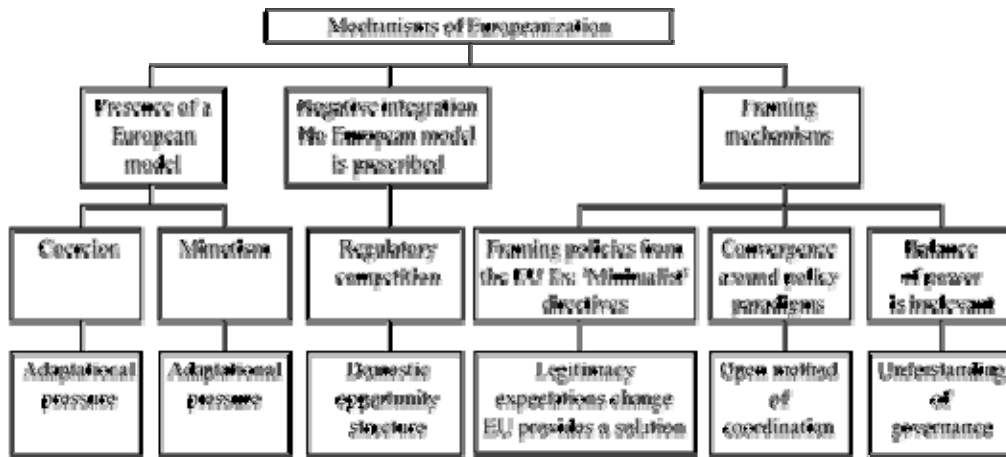 Mechanisms of Europeanization
Presence of a
European
model
Negative integration
No European model
is prescribed
Framing
mechanisms
Coercion
Mimetism
Regulatory
competition
Framing policies from
the EU Ex: 'Minimalist'
directives
Convergence
around policy
paradigms
Balance
of power
is irrelevant
Adaptational
pressure
Adaptational
pressure
Domestic
opportunity
structure
Legitimacy
expectations change
EU provides a solution
Open method
of
coordination
Understanding
of
governance